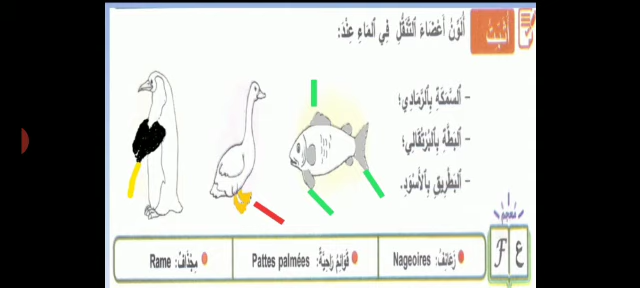 أُثَبِّتُ
أُلَوِّنُ أَعْضَاءَ ٱلتَّنَقُّلِ فِي ٱلْمَاءِ عِنْدَ:
- ٱلسَّمَكَةِ بِٱلرَّمَادِي؛
- ٱلْبَطَّةِ بِٱلْبُرْتُقَالِي؛
- ٱلْبَطْرِيقِ بِٱلْأَسْوَدِ.
معجم
ع F
زَعَانِفُ: Nageoires
قَوَائِمُ رَاحِيَّةٌ: Pattes palmées
مِجْذَافٌ: Rame